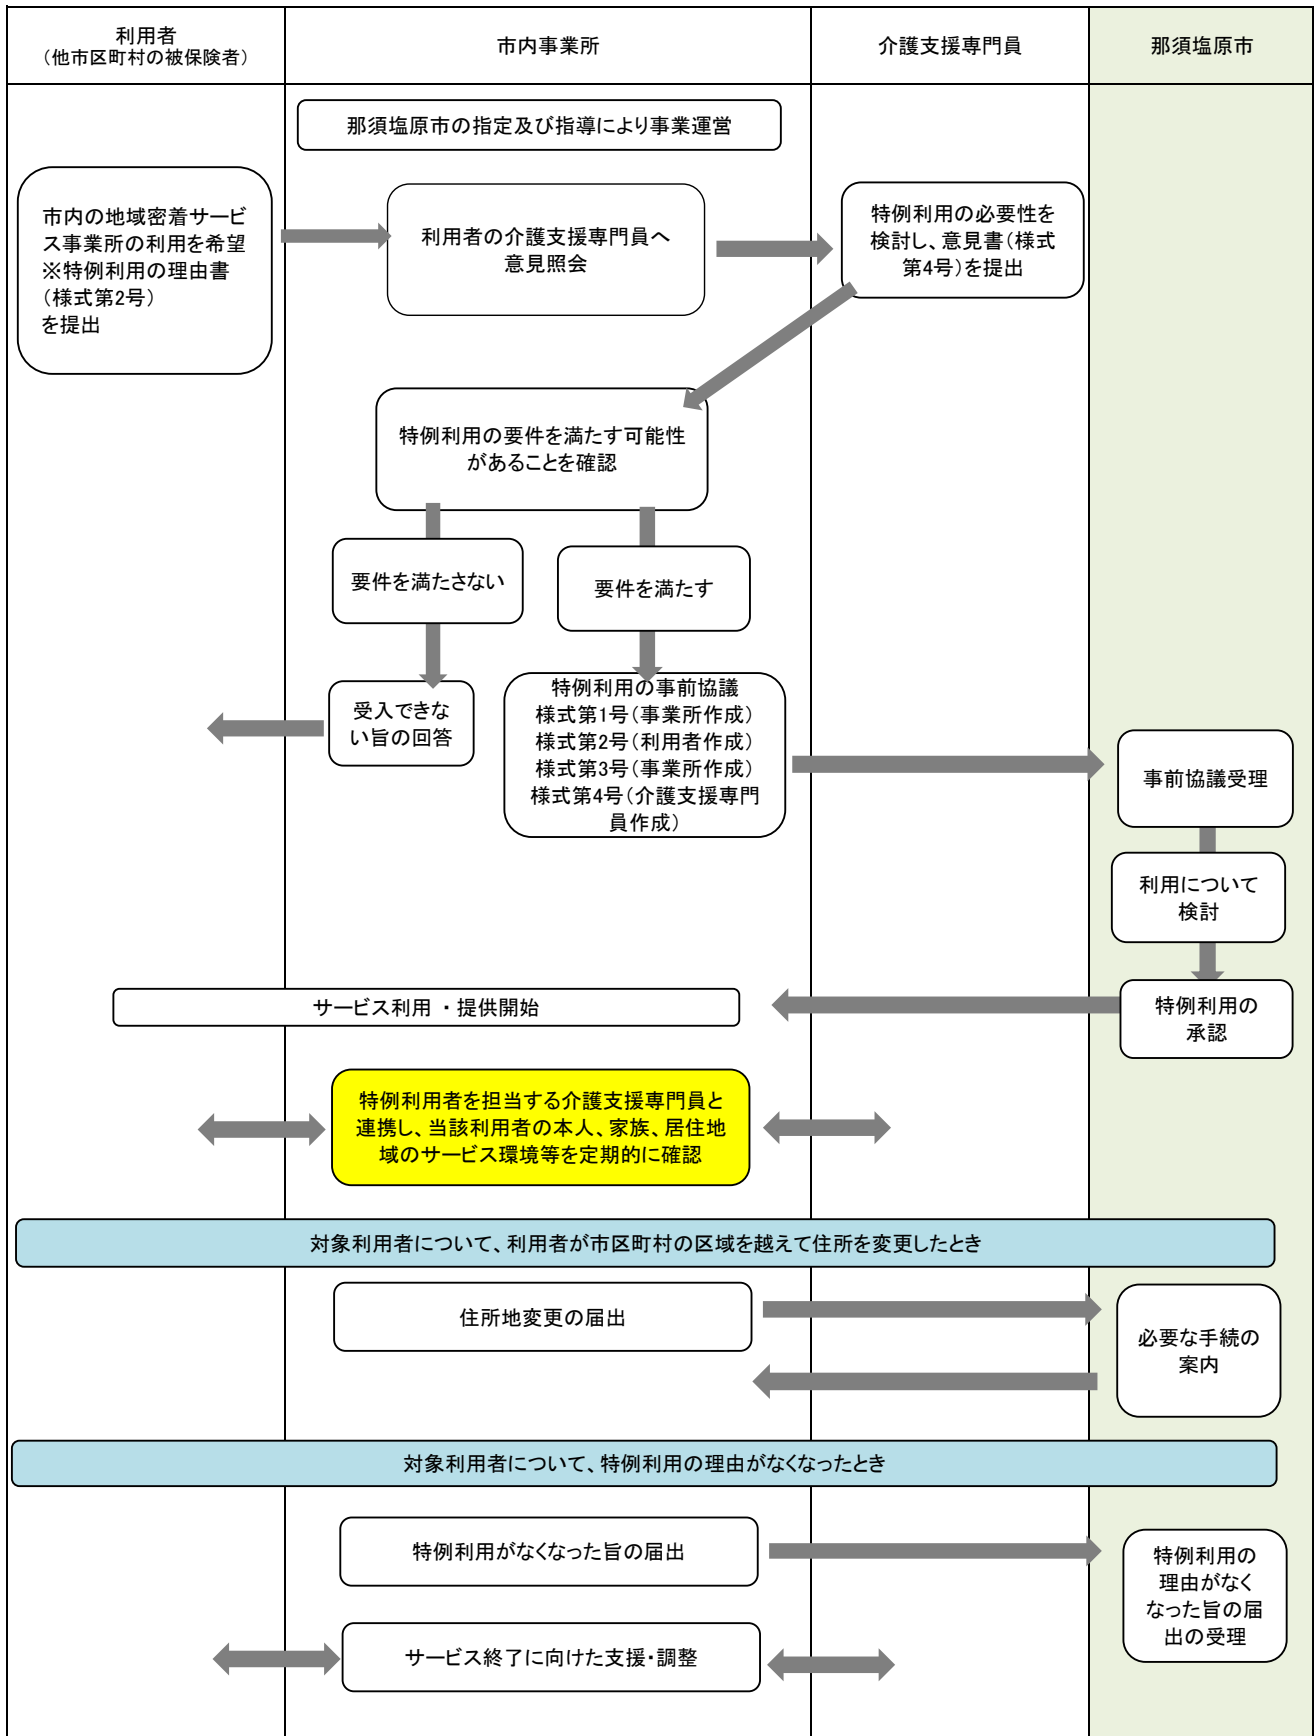 利用者
（他市区町村の被保険者）
市内事業所
介護支援専門員
那須塩原市
那須塩原市の指定及び指導により事業運営
市内の地域密着サービ
ス事業所の利用を希望
※特例利用の理由書
（様式第2号）
を提出
利用者の介護支援専門員へ
意見照会
特例利用の必要性を
検討し、意見書（様式
第4号）を提出
特例利用の要件を満たす可能性
があることを確認
要件を満たさない
要件を満たす
受入できな
い旨の回答
特例利用の事前協議
様式第1号（事業所作成）
様式第2号（利用者作成）
様式第3号（事業所作成）
様式第4号（介護支援専門
員作成）
事前協議受理
利用について
検討
特例利用の
承認
サービス利用 ・ 提供開始
特例利用者を担当する介護支援専門員と
連携し、当該利用者の本人、家族、居住地
域のサービス環境等を定期的に確認
対象利用者について、利用者が市区町村の区域を越えて住所を変更したとき
住所地変更の届出
必要な手続の
案内
対象利用者について、特例利用の理由がなくなったとき
特例利用がなくなった旨の届出
特例利用の
理由がなく
なった旨の届
出の受理
サービス終了に向けた支援・調整